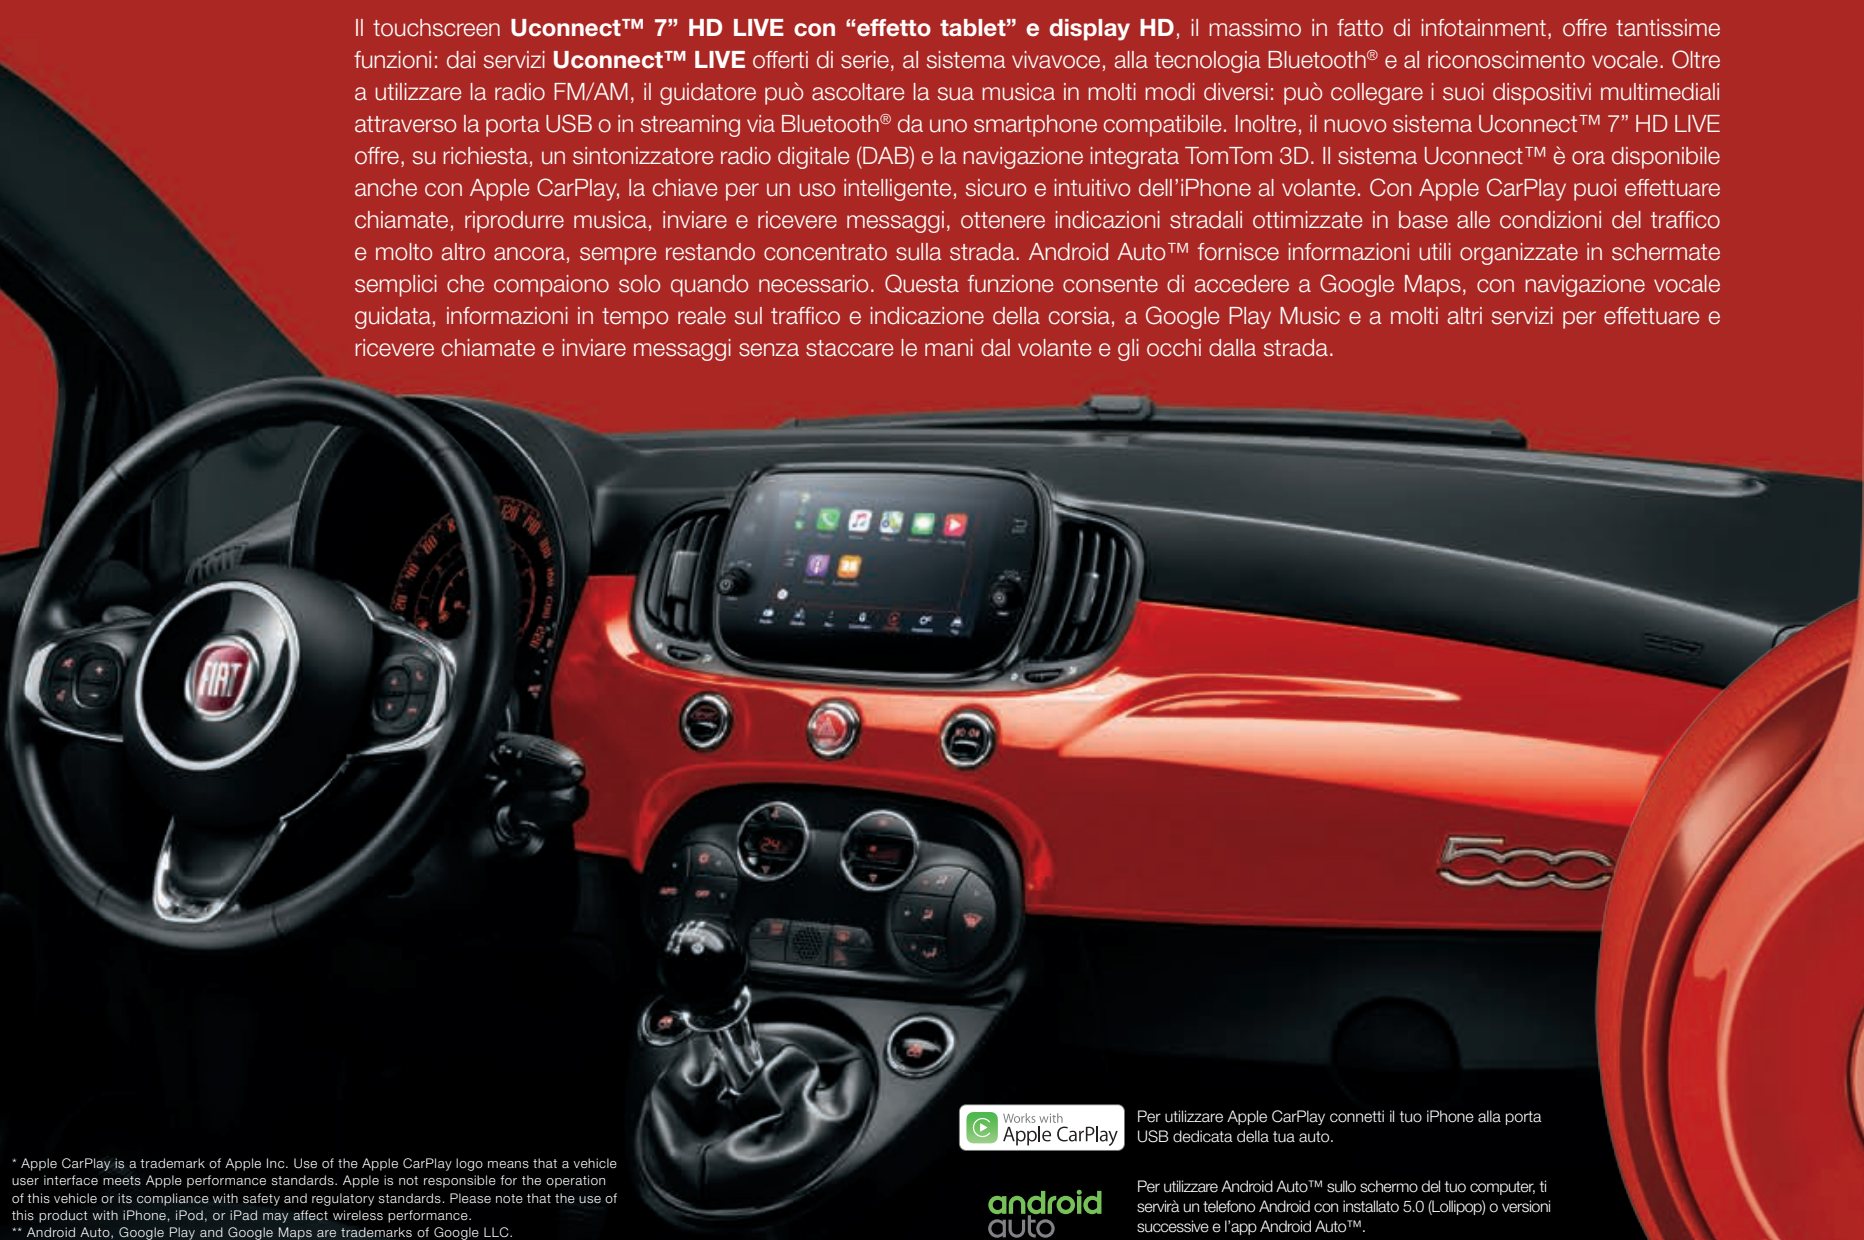 Il touchscreen Uconnect™ 7” HD LIVE con “effetto tablet” e display HD, il massimo in fatto di infotainment, offre tantissime
funzioni: dai servizi Uconnect™ LIVE offerti di serie, al sistema vivavoce, alla tecnologia Bluetooth® e al riconoscimento vocale. Oltre
a utilizzare la radio FM/AM, il guidatore può ascoltare la sua musica in molti modi diversi: può collegare i suoi dispositivi multimediali
attraverso la porta USB o in streaming via Bluetooth® da uno smartphone compatibile. Inoltre, il nuovo sistema Uconnect™ 7” HD LIVE
offre, su richiesta, un sintonizzatore radio digitale (DAB) e la navigazione integrata TomTom 3D. Il sistema Uconnect™ è ora disponibile
anche con Apple CarPlay, la chiave per un uso intelligente, sicuro e intuitivo dell’iPhone al volante. Con Apple CarPlay puoi effettuare
chiamate, riprodurre musica, inviare e ricevere messaggi, ottenere indicazioni stradali ottimizzate in base alle condizioni del traffico
e molto altro ancora, sempre restando concentrato sulla strada. Android Auto™ fornisce informazioni utili organizzate in schermate
semplici che compaiono solo quando necessario. Questa funzione consente di accedere a Google Maps, con navigazione vocale
guidata, informazioni in tempo reale sul traffico e indicazione della corsia, a Google Play Music e a molti altri servizi per effettuare e
ricevere chiamate e inviare messaggi senza staccare le mani dal volante e gli occhi dalla strada.
FIAT
24
AUTO
OFF
500
Works with
Apple CarPlay
Per utilizzare Apple CarPlay connetti il tuo iPhone alla porta
USB dedicata della tua auto.
android
auto
Per utilizzare Android Auto™ sullo schermo del tuo computer, ti
servirà un telefono Android con installato 5.0 (Lollipop) o versioni
successive e l’app Android Auto™.
* Apple CarPlay is a trademark of Apple Inc. Use of the Apple CarPlay logo means that a vehicle
user interface meets Apple performance standards. Apple is not responsible for the operation
of this vehicle or its compliance with safety and regulatory standards. Please note that the use of
this product with iPhone, iPod, or iPad may affect wireless performance.
** Android Auto, Google Play and Google Maps are trademarks of Google LLC.